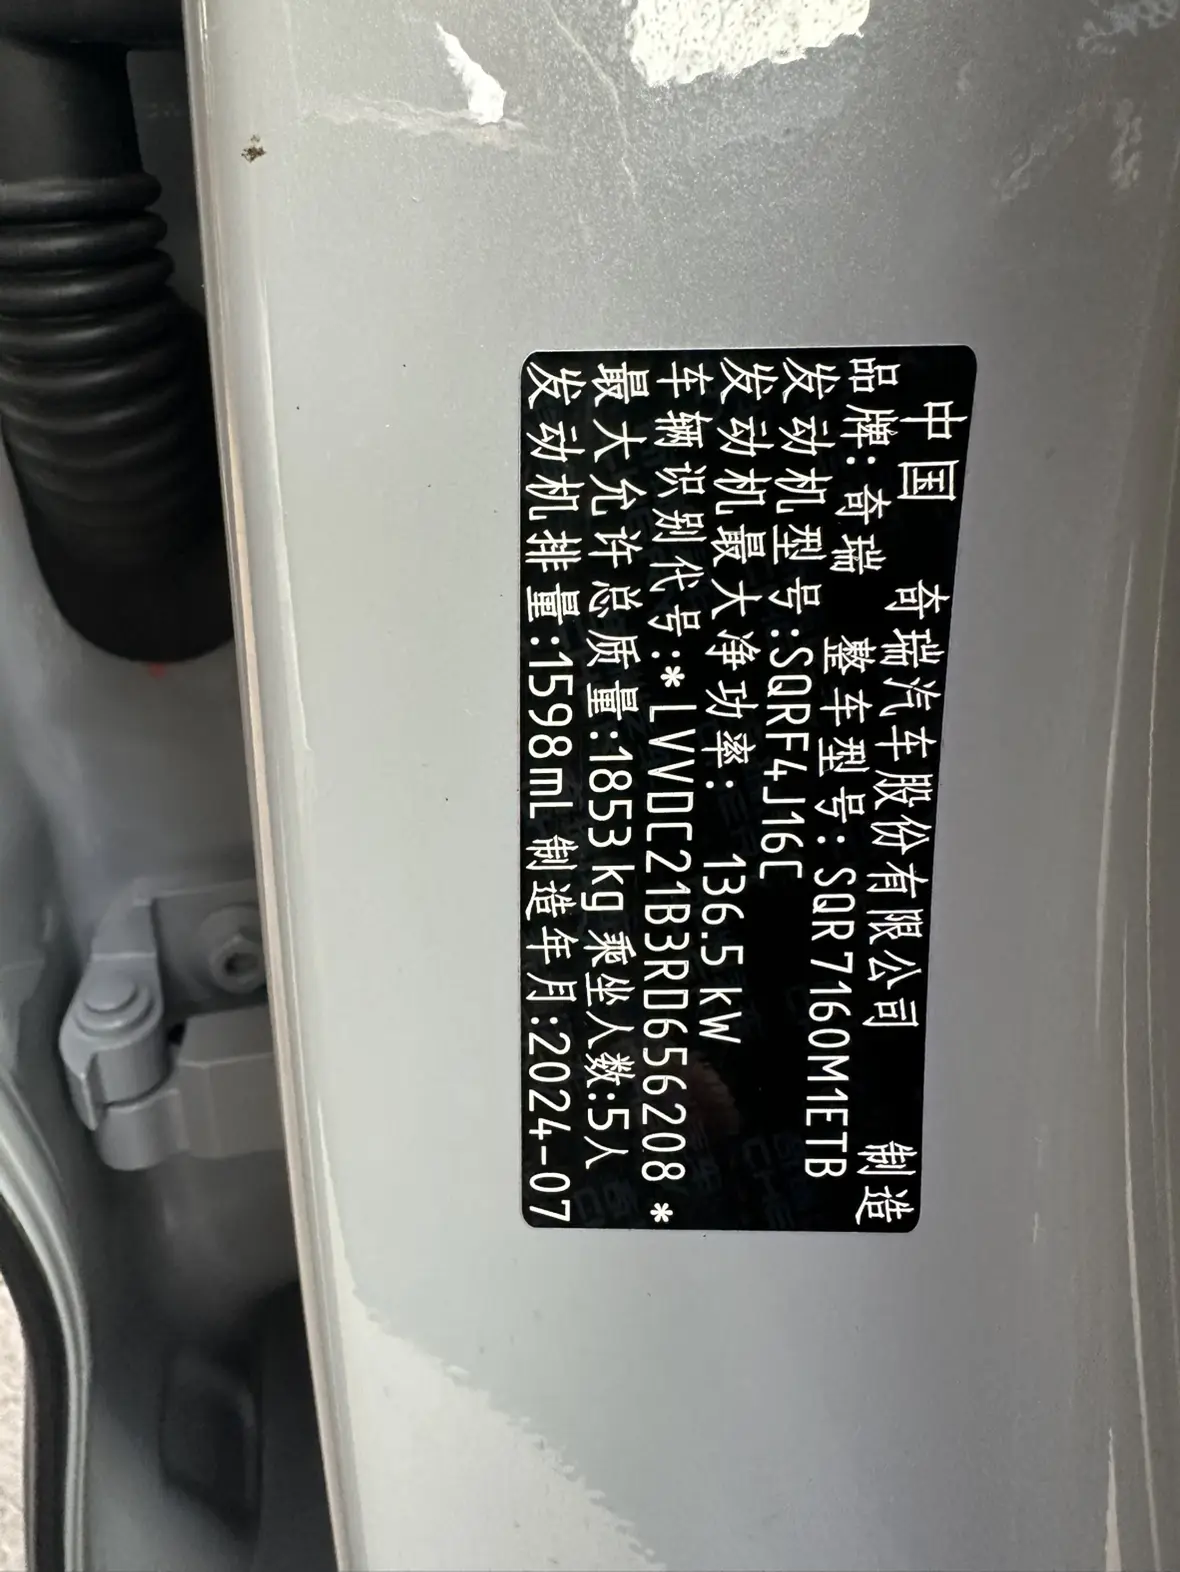 中国 奇瑞汽车股份有限公司 制造
品牌:奇瑞 整车型号:SQR7160M1ETB
发动机型号:SQRF4J16C
发动机最大净功率: 136.5kW
车辆识别代号:*LVVDC21B3RD656208*
最大允许总质量:1853kg 乘坐人数:5人
发动机排量:1598mL 制造年月:2024-07